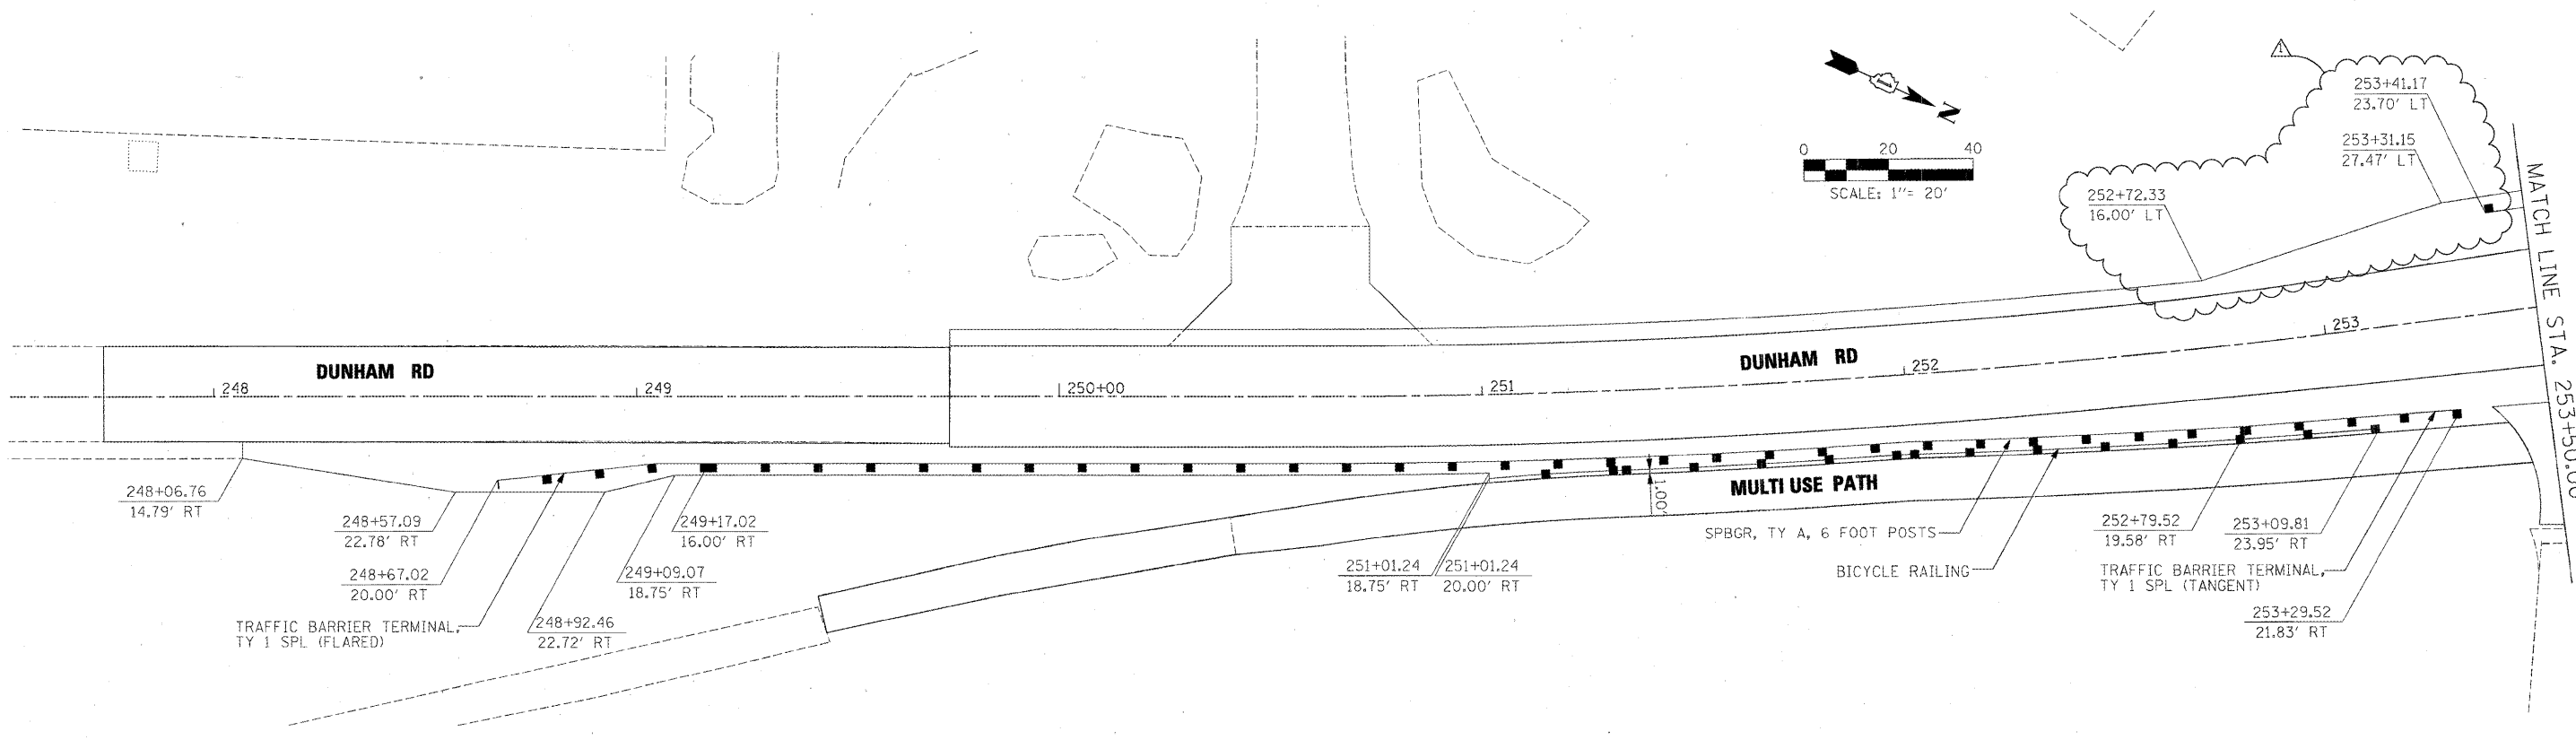 1
N
0 20 40
SCALE: 1"= 20'
253+41.17
23.70' LT
253+31.15
27.47' LT
252+72.33
16.00' LT
MATCH LINE STA. 253+50.00
DUNHAM RD
DUNHAM RD
248
249
250+00
251
252
253
248+06.76
14.79' RT
248+57.09
22.78' RT
248+67.02
20.00' RT
TRAFFIC BARRIER TERMINAL,
TY 1 SPL (FLARED)
248+92.46
22.72' RT
249+09.07
18.75' RT
249+17.02
16.00' RT
251+01.24
18.75' RT
251+01.24
20.00' RT
1.00'
MULTI USE PATH
SPBGR, TY A, 6 FOOT POSTS
BICYCLE RAILING
252+79.52
19.58' RT
253+09.81
23.95' RT
TRAFFIC BARRIER TERMINAL,
TY 1 SPL (TANGENT)
253+29.52
21.83' RT